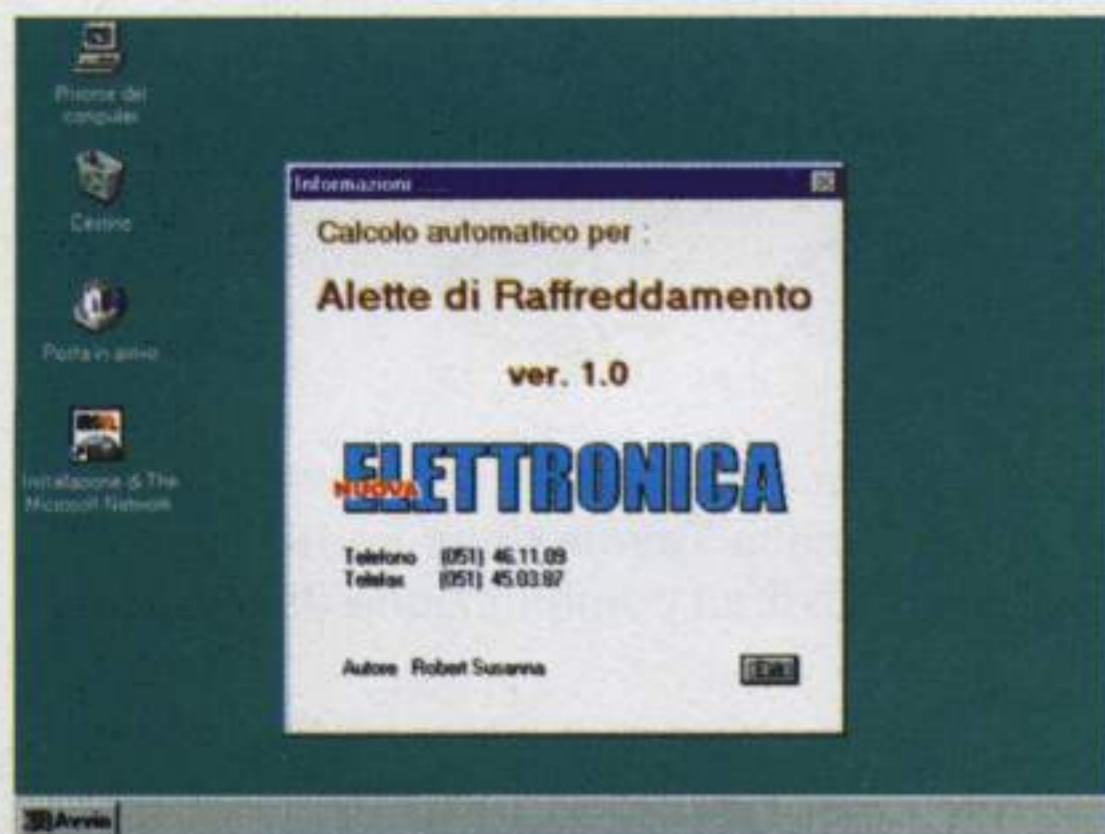 Risorse del
computer
Cestino
Posta in arrivo
Installazione di The
Microsoft Network
Informazioni ......
Calcolo automatico per :
Alette di Raffreddamento
ver. 1.0
NUOVA ELETTRONICA
Telefono (051) 46.11.09
Telefax (051) 45.03.87
Autore Robert Susanna
Exit
Avvio